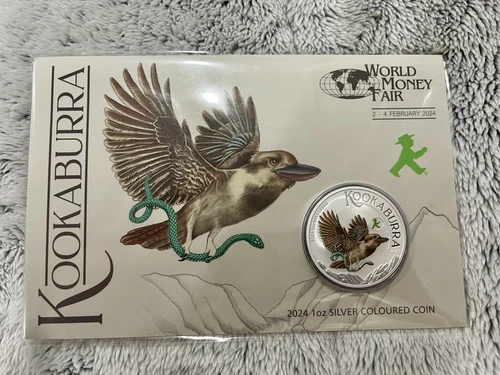 KOOKABURRA
WORLD
MONEY
FAIR
2 - 4 FEBRUARY 2024
KOOKABURRA
2024 1oz SILVER COLOURED COIN